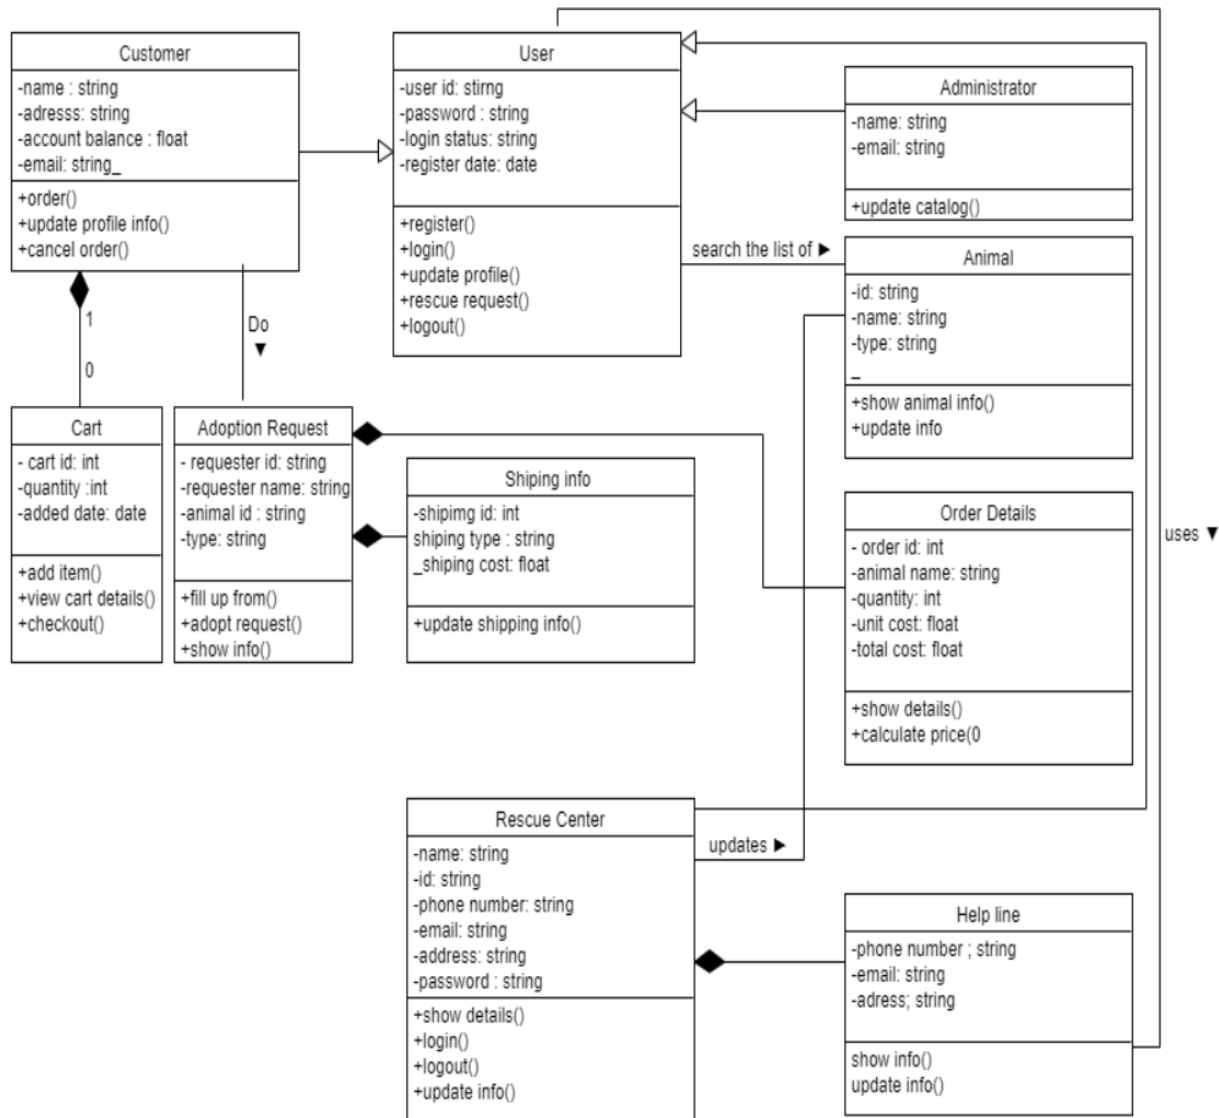 Customer
-name : string
-adresss: string
-account balance : float
-email: string_
+order()
+update profile info()
+cancel order()
User
-user id: stirng
-password : string
-login status: string
-register date: date
+register()
+login()
+update profile()
+rescue request()
+logout()
Administrator
-name: string
-email: string
+update catalog()
search the list of ▶
Animal
-id: string
-name: string
-type: string
_
+show animal info()
+update info
1
0
Do
▼
Cart
- cart id: int
-quantity :int
-added date: date
+add item()
+view cart details()
+checkout()
Adoption Request
- requester id: string
-requester name: string
-animal id : string
-type: string
+fill up from()
+adopt request()
+show info()
Shiping info
-shipimg id: int
shiping type : string
_shiping cost: float
+update shipping info()
Order Details
- order id: int
-animal name: string
-quantity: int
-unit cost: float
-total cost: float
+show details()
+calculate price(0
uses ▼
Rescue Center
-name: string
-id: string
-phone number: string
-email: string
-address: string
-password : string
+show details()
+login()
+logout()
+update info()
updates ▶
Help line
-phone number ; string
-email: string
-adress; string
show info()
update info()